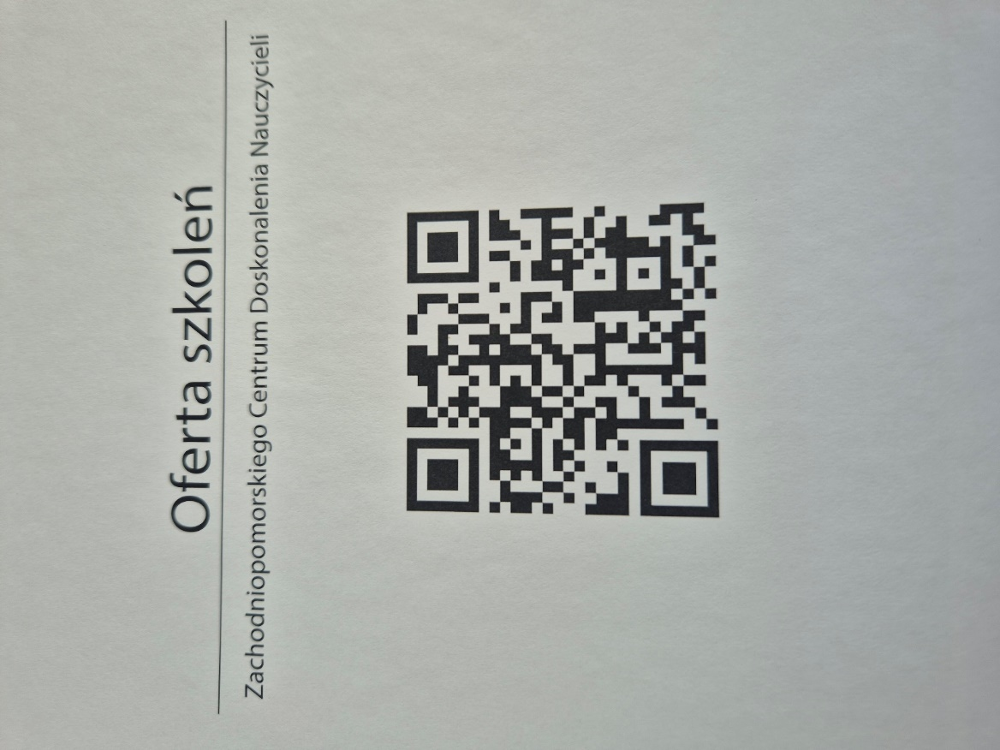 Oferta szkoleń
Zachodniopomorskiego Centrum Doskonalenia Nauczycieli